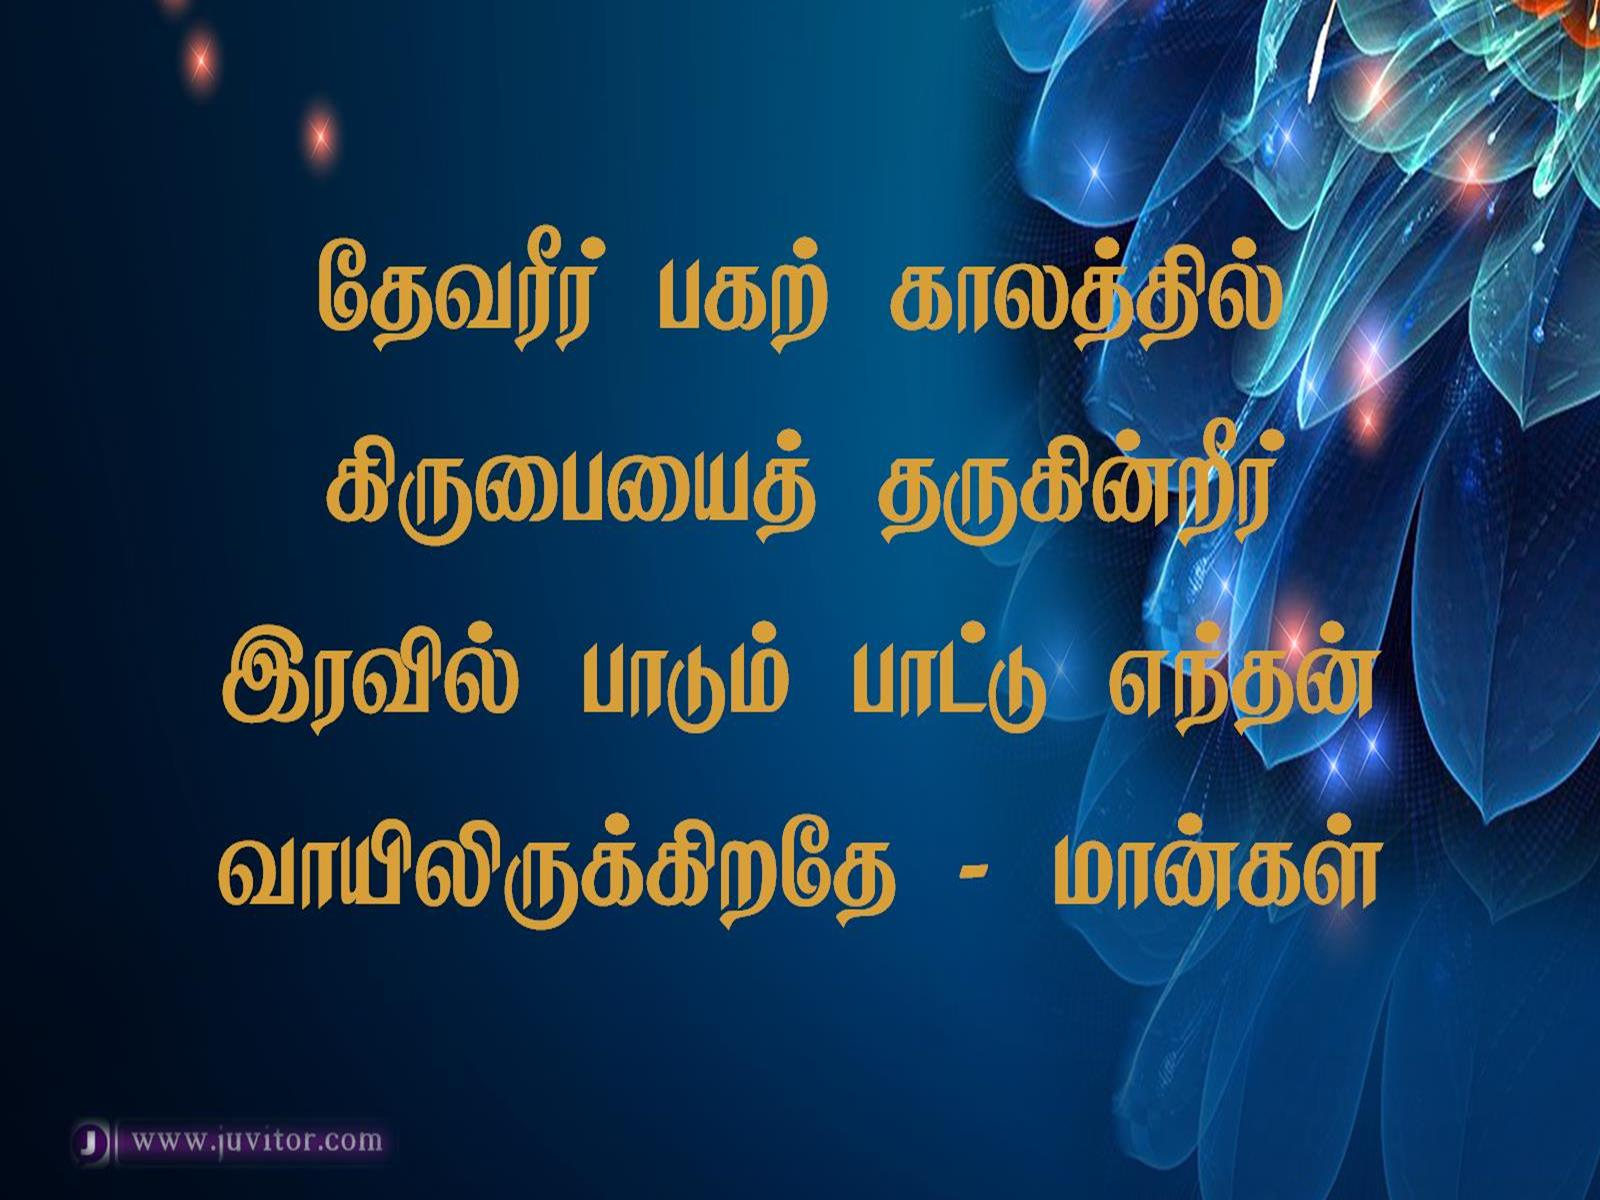 தேவரீர் பகற் காலத்தில்
கிருபையைத் தருகின்றீர்
இரவில் பாடும் பாட்டு எந்தன்
வாயிலிருக்கிறதே - மான்கள்
J www.juvitor.com